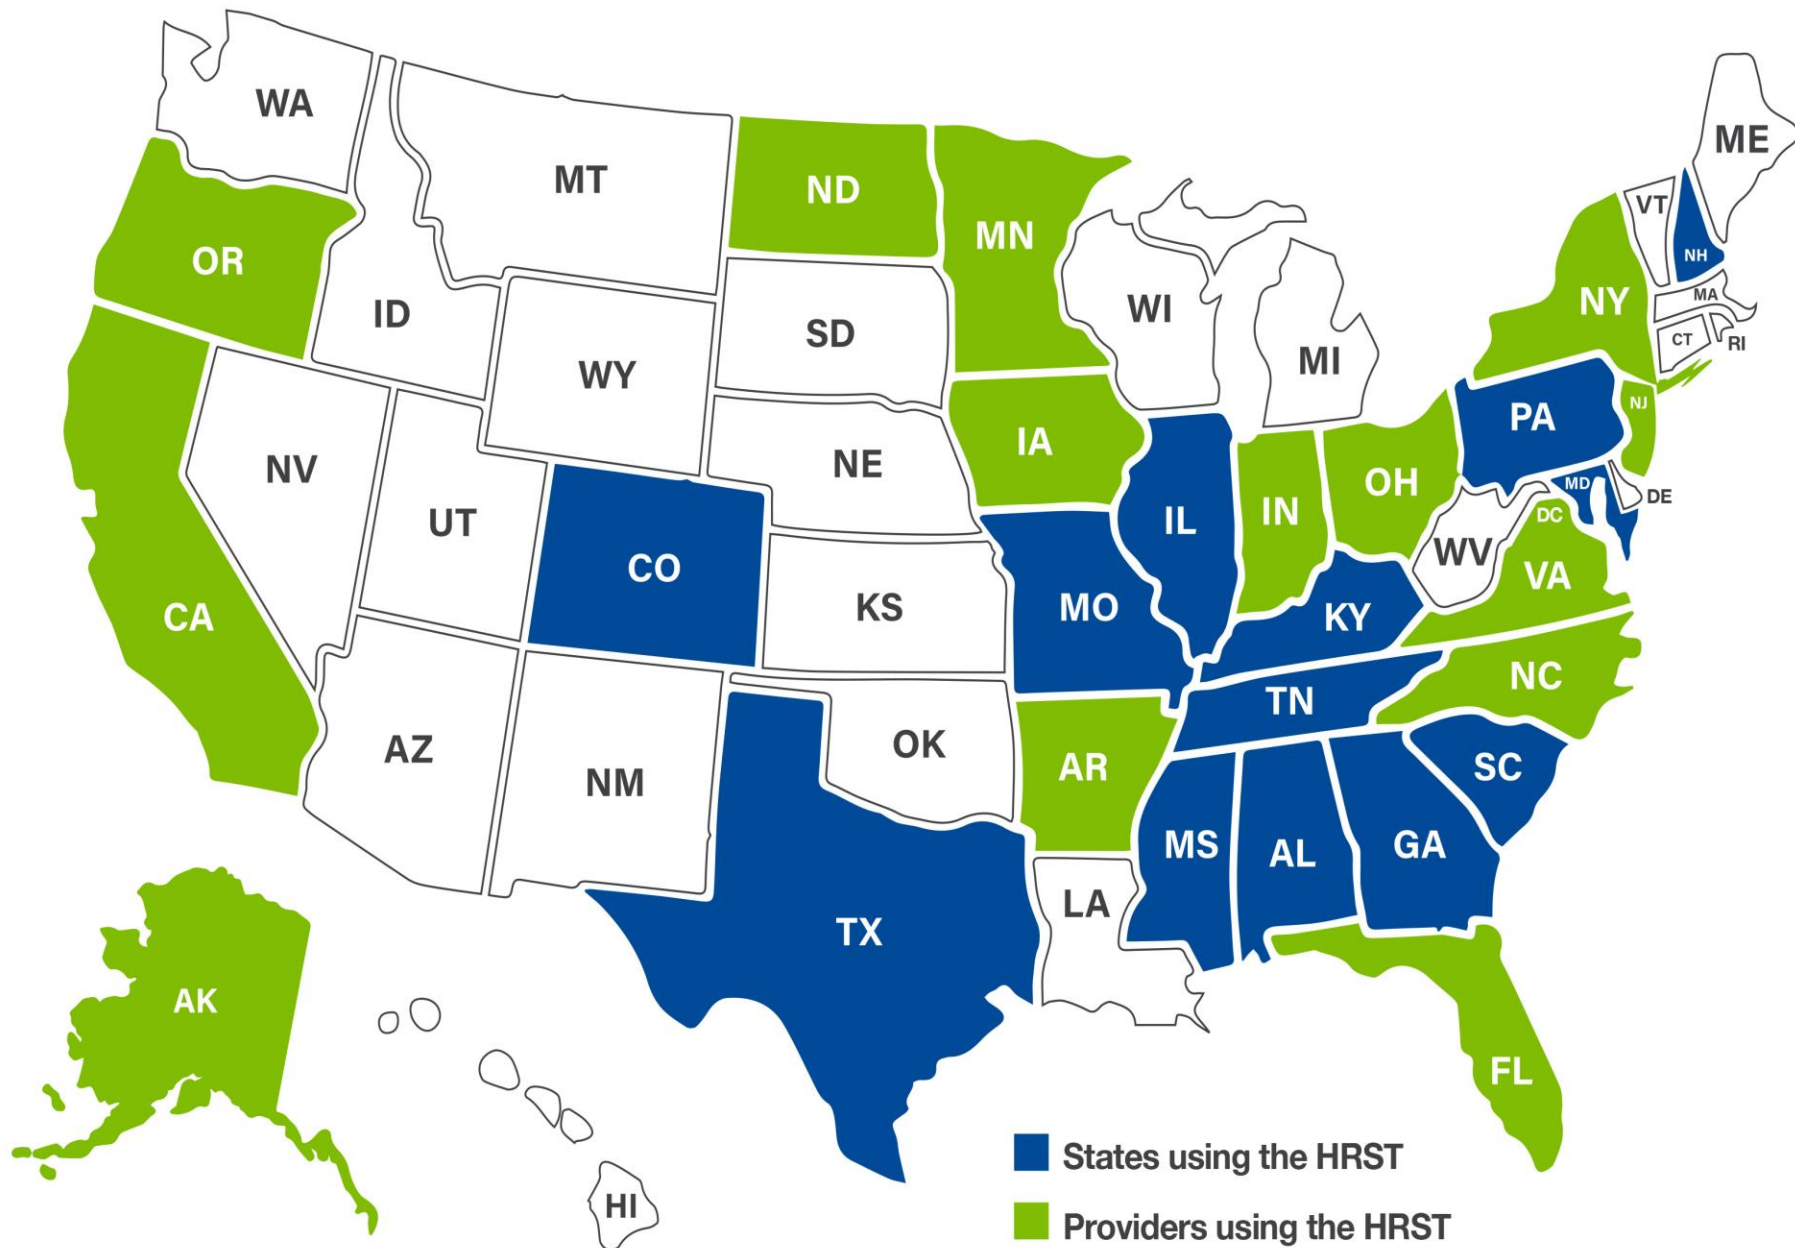 WA
MT
ND
MN
ME
VT
NH
OR
ID
SD
WI
MI
NY
MA
CT
RI
WY
NE
IA
PA
NJ
NV
UT
CO
IL
IN
OH
MD
DE
DC
WV
VA
CA
KS
MO
KY
AZ
NM
OK
AR
TN
NC
SC
MS
AL
GA
TX
LA
AK
FL
HI
States using the HRST
Providers using the HRST